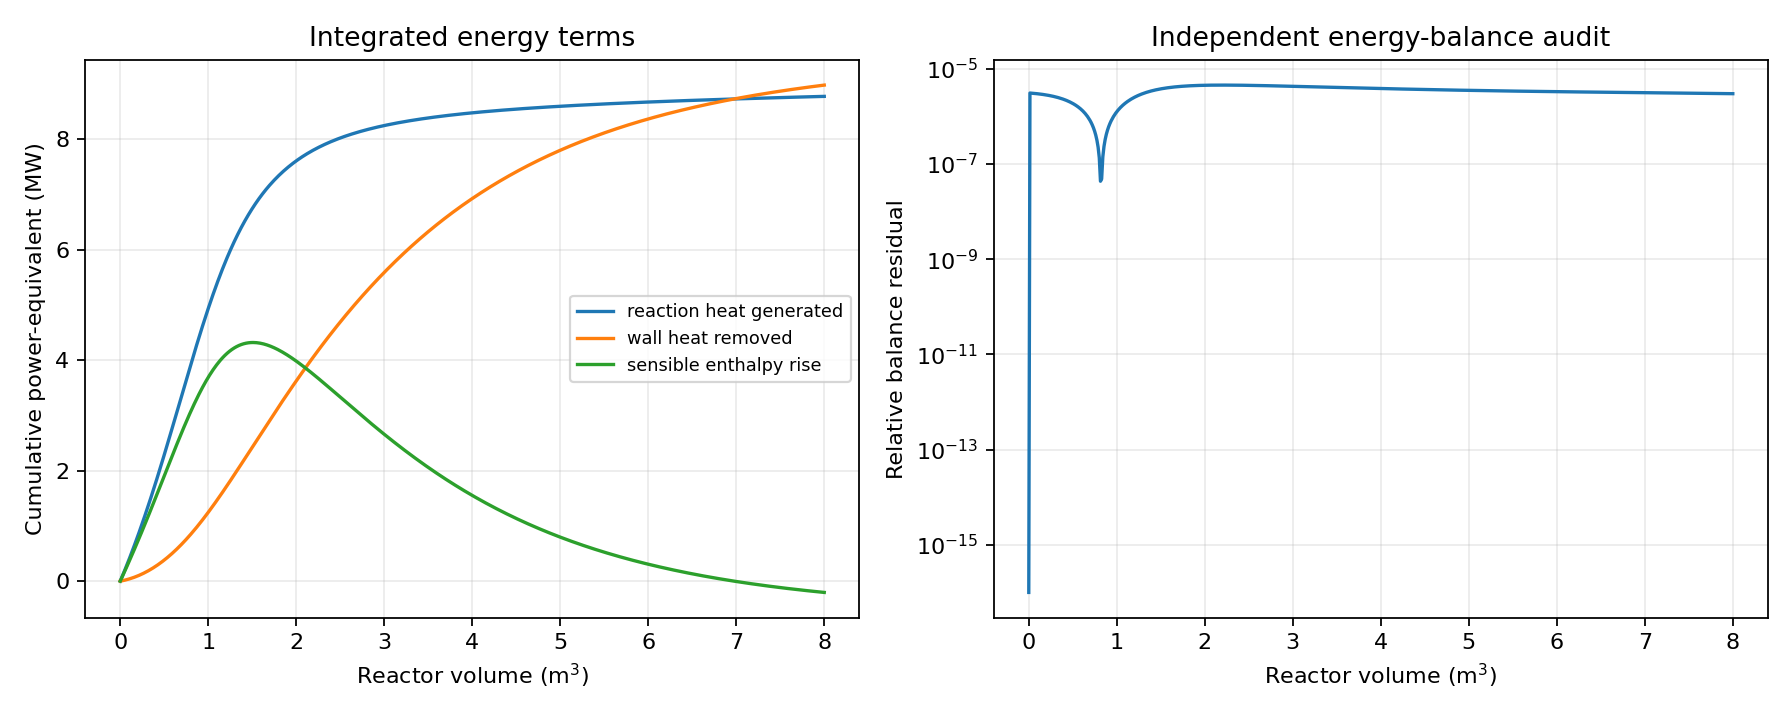 Integrated energy terms
Cumulative power-equivalent (MW)
8
6
4
2
0
reaction heat generated
wall heat removed
sensible enthalpy rise
0 1 2 3 4 5 6 7 8
Reactor volume (m³)
Independent energy-balance audit
Relative balance residual
10⁻⁵
10⁻⁷
10⁻⁹
10⁻¹¹
10⁻¹³
10⁻¹⁵
0 1 2 3 4 5 6 7 8
Reactor volume (m³)